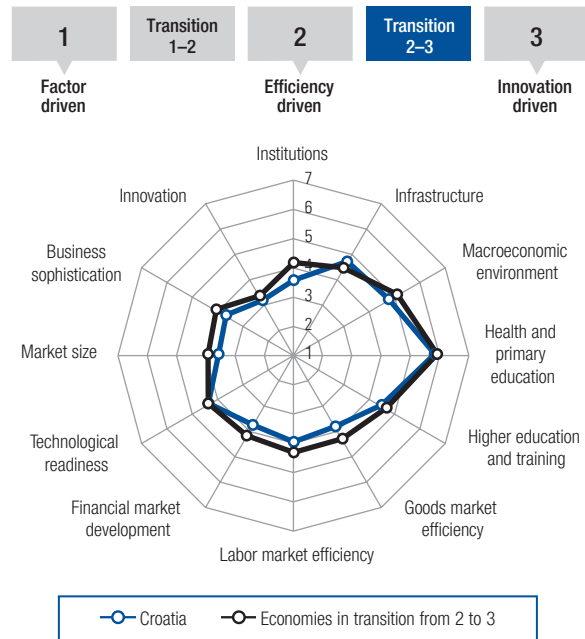 1
Transition
1–2
2
Transition
2–3
3
Factor
driven
Efficiency
driven
Innovation
driven
Institutions
Infrastructure
Macroeconomic
environment
Health and
primary
education
Higher education
and training
Goods market
efficiency
Labor market efficiency
Financial market
development
Technological
readiness
Market size
Business
sophistication
Innovation
7
6
5
4
3
2
1
Croatia
Economies in transition from 2 to 3